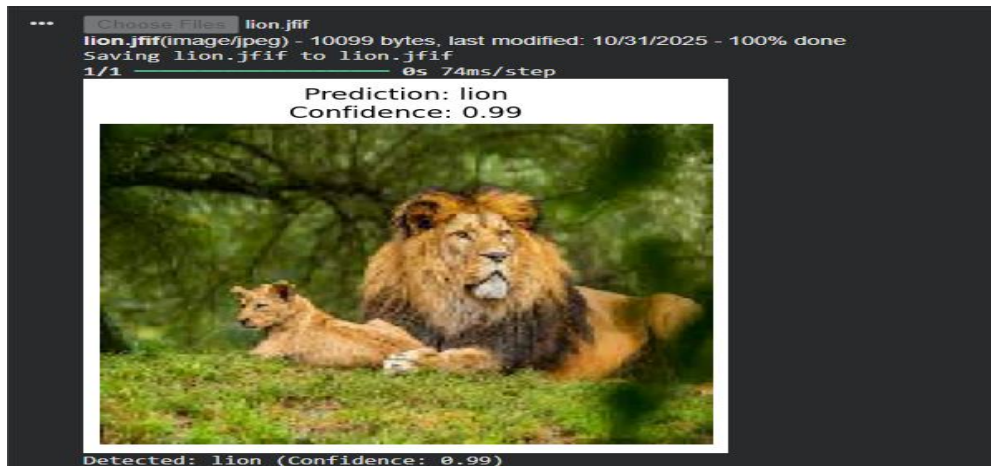 ••• Choose Files lion.jfif
lion.jfif(image/jpeg) - 10099 bytes, last modified: 10/31/2025 - 100% done
Saving lion.jfif to lion.jfif
1/1 ━━━━━━━━━━━━━━━━━━━━ 0s 74ms/step
Prediction: lion
Confidence: 0.99
Detected: lion (Confidence: 0.99)